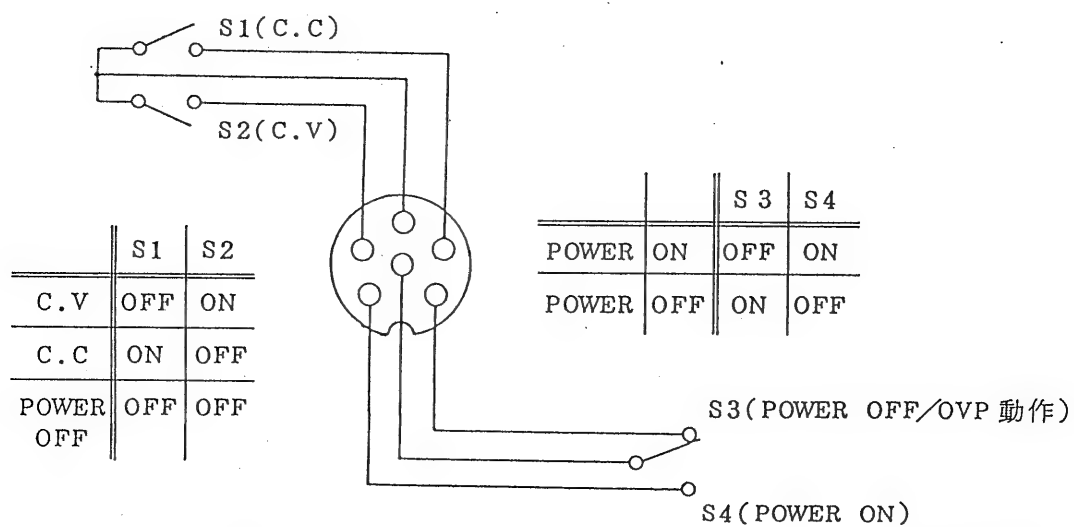 S1(C.C)
S2(C.V)
S1 S2
C.V OFF ON
C.C ON OFF
POWER OFF OFF
OFF
S3 S4
POWER ON OFF ON
POWER OFF ON OFF
S3(POWER OFF/OVP 動作)
S4(POWER ON)